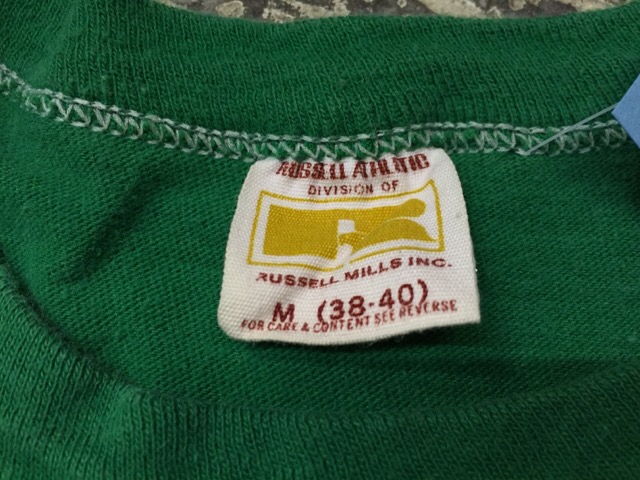 RUSSELL ATHLETIC
DIVISION OF
RUSSELL MILLS INC.
M (38-40)
FOR CARE & CONTENT SEE REVERSE